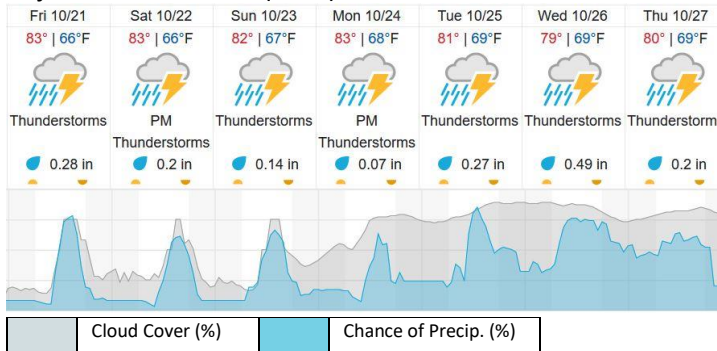 Fri 10/21 Sat 10/22 Sun 10/23 Mon 10/24 Tue 10/25 Wed 10/26 Thu 10/27
83° | 66°F 83° | 66°F 82° | 67°F 83° | 68°F 81° | 69°F 79° | 69°F 80° | 69°F
Thunderstorms PM Thunderstorms PM Thunderstorms Thunderstorms Thunderstorms
Thunderstorms Thunderstorms
0.28 in 0.2 in 0.14 in 0.07 in 0.27 in 0.49 in 0.2 in
Cloud Cover (%) Chance of Precip. (%)